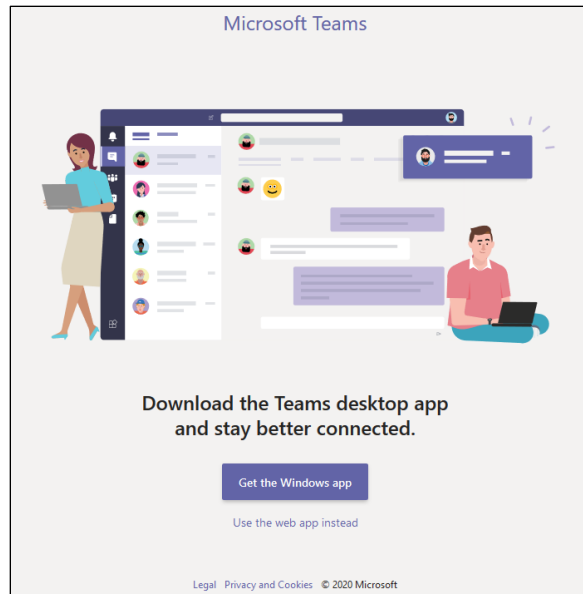 Microsoft Teams
Download the Teams desktop app
and stay better connected.
Get the Windows app
Use the web app instead
Legal Privacy and Cookies © 2020 Microsoft